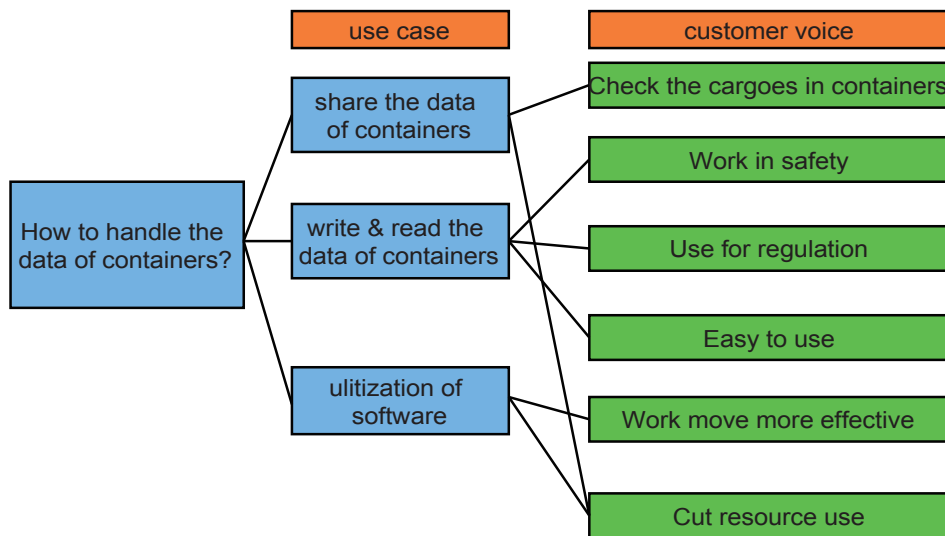 use case
customer voice
share the data
of containers
Check the cargoes in containers
Work in safety
How to handle the
data of containers?
write & read the
data of containers
Use for regulation
Easy to use
ulitization of
software
Work move more effective
Cut resource use